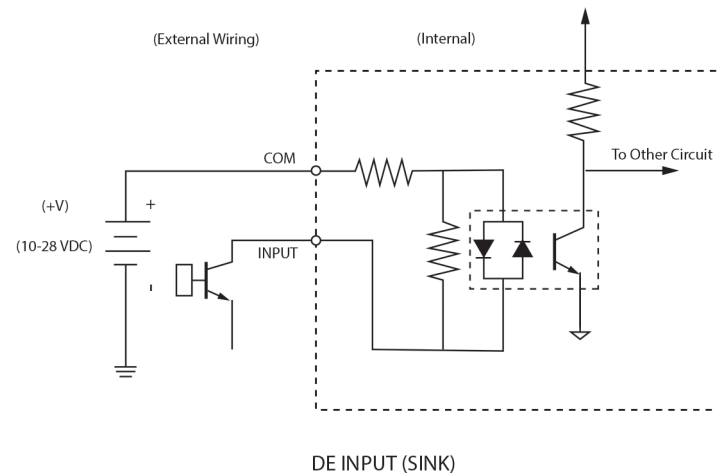 (External Wiring)
(Internal)
COM
To Other Circuit
(+V)
+
(10-28 VDC)
INPUT
-
DE INPUT (SINK)